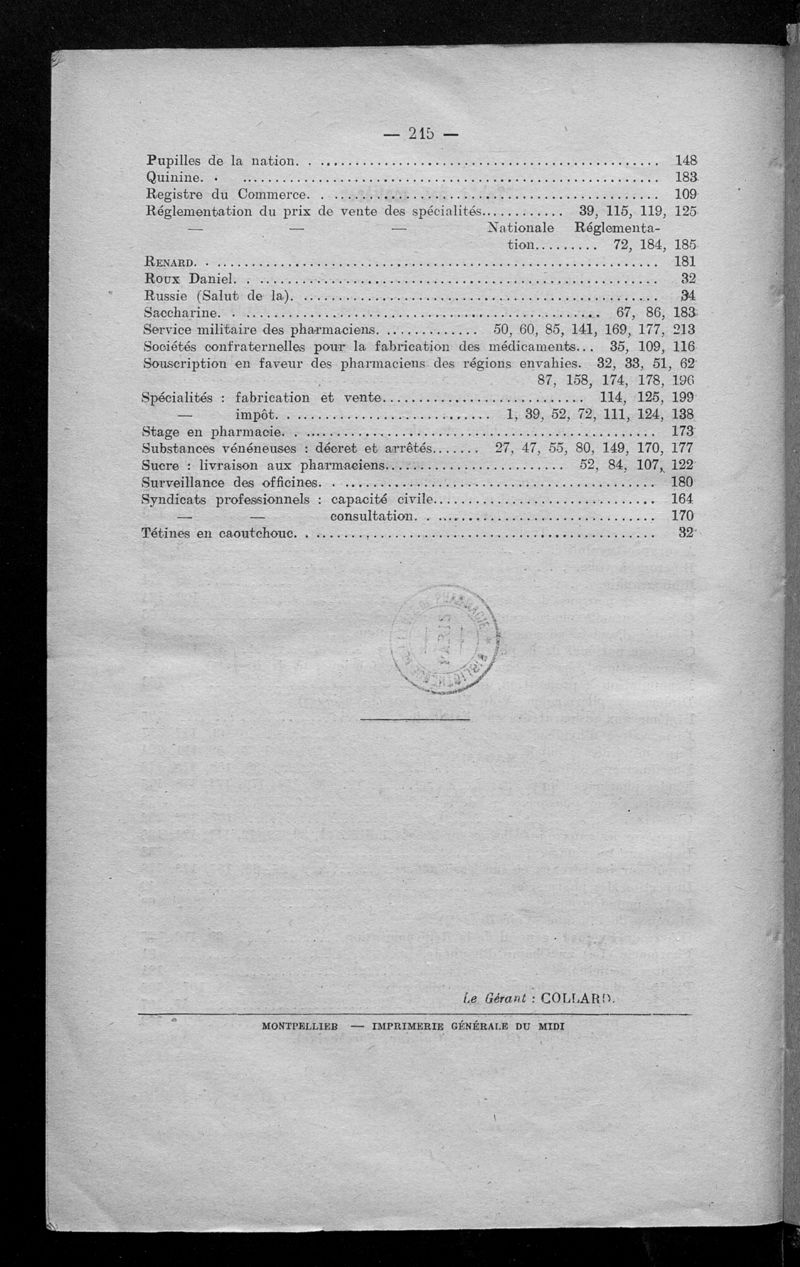 — 215 —
Pupilles de la nation. . ........................................ 148
Quinine. . ........................................ 183
Registre du Commerce. . ........................................ 109
Réglementation du prix de vente des spécialités............ 39, 115, 119, 125
— — — Nationale Réglementa-
tion......... 72, 184, 185
RENARD. . ........................................ 181
Roux Daniel. . ........................................ 32
Russie (Salut de la). ........................................ 34
Saccharine. . ........................................ 67, 86, 183
Service militaire des pharmaciens. ............. 50, 60, 85, 141, 169, 177, 213
Sociétés confraternelles pour la fabrication des médicaments... 35, 109, 116
Souscription en faveur des pharmaciens des régions envahies. 32, 33, 51, 62
87, 158, 174, 178, 196
Spécialités : fabrication et vente............................ 114, 125, 199
— impôt. . .......................... 1, 39, 52, 72, 111, 124, 138
Stage en pharmacie. . ........................................ 173
Substances vénéneuses : décret et arrêtés....... 27, 47, 55, 80, 149, 170, 177
Sucre : livraison aux pharmaciens......................... 52, 84, 107, 122
Surveillance des officines. . ........................................ 180
Syndicats professionnels : capacité civile............................... 164
— — consultation. . ............................... 170
Tétines en caoutchouc. . ........................................ 32
PHARMACIE
PARIS
Le Gérant : COLLARD.
MONTPELLIER — IMPRIMERIE GÉNÉRALE DU MIDI